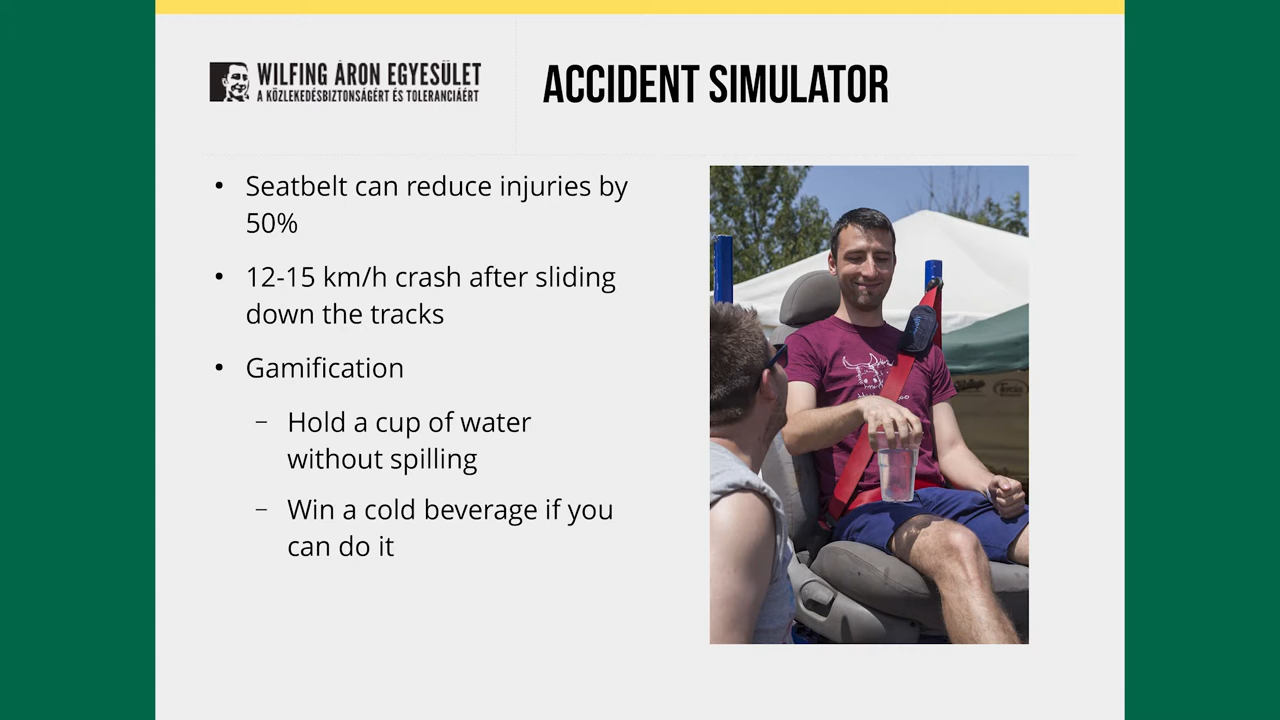 WILFING ÁRON EGYESÜLET
A KÖZLEKEDÉSBIZTONSÁGÉRT ÉS TOLERANCIÁÉRT
ACCIDENT SIMULATOR
• Seatbelt can reduce injuries by
50%
• 12-15 km/h crash after sliding
down the tracks
• Gamification
– Hold a cup of water
without spilling
– Win a cold beverage if you
can do it